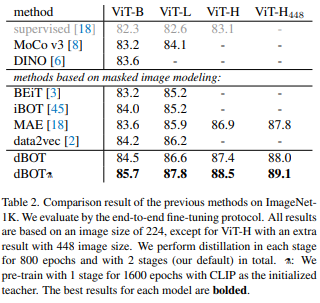 method ViT-B ViT-L ViT-H ViT-H448
supervised [18] 82.3 82.6 83.1 -
MoCo v3 [8] 83.2 84.1 - -
DINO [6] 83.6 - - -
methods based on masked image modeling:
BEiT [3] 83.2 85.2 - -
iBOT [45] 84.0 85.2 - -
MAE [18] 83.6 85.9 86.9 87.8
data2vec [2] 84.2 86.2 - -
dBOT 84.5 86.6 87.4 88.0
dBOT⚗ 85.7 87.8 88.5 89.1
Table 2. Comparison result of the previous methods on ImageNet-
1K. We evaluate by the end-to-end fine-tuning protocol. All results
are based on an image size of 224, except for ViT-H with an extra
result with 448 image size. We perform distillation in each stage
for 800 epochs and with 2 stages (our default) in total. ⚗: We
pre-train with 1 stage for 1600 epochs with CLIP as the initialized
teacher. The best results for each model are bolded.